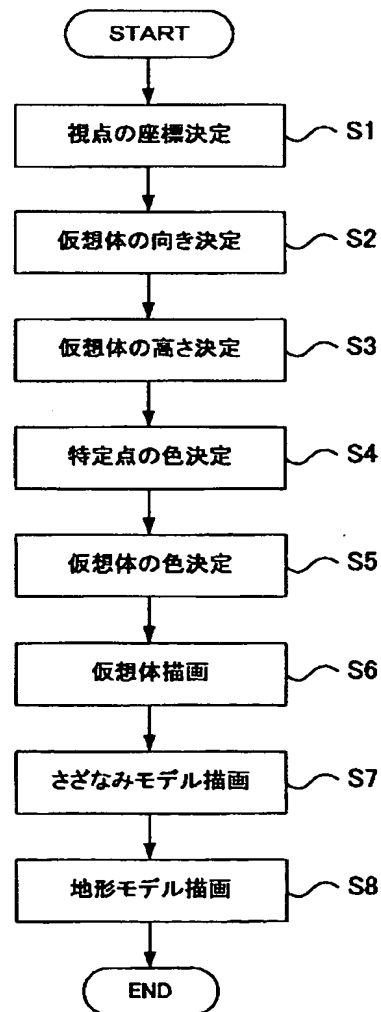 START
視点の座標決定 S1
仮想体の向き決定 S2
仮想体の高さ決定 S3
特定点の色決定 S4
仮想体の色決定 S5
仮想体描画 S6
さざなみモデル描画 S7
地形モデル描画 S8
END